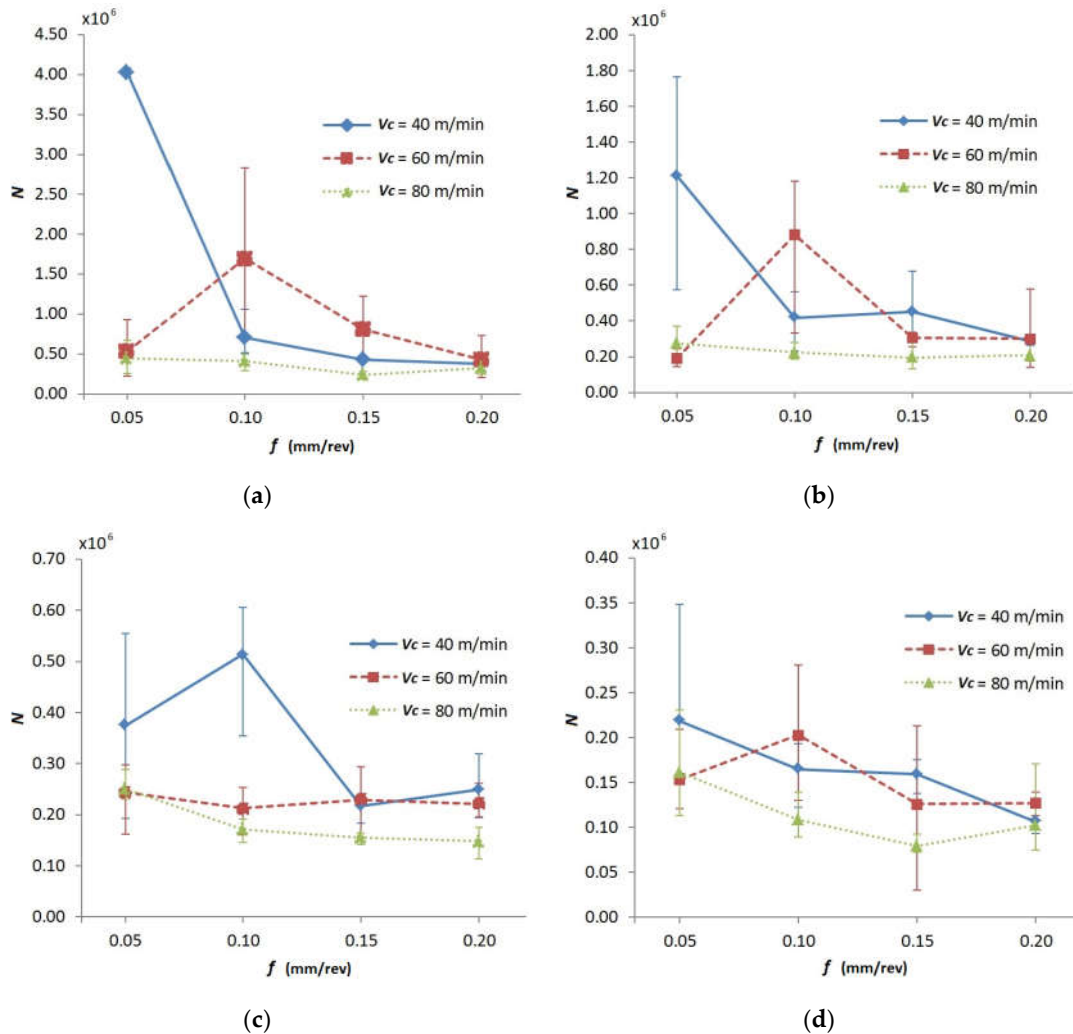 x10⁶
4.50
4.00
3.50
3.00
2.50
2.00
1.50
1.00
0.50
0.00
N
Vc = 40 m/min
Vc = 60 m/min
Vc = 80 m/min
0.05 0.10 0.15 0.20
f (mm/rev)
(a)
x10⁶
2.00
1.80
1.60
1.40
1.20
1.00
0.80
0.60
0.40
0.20
0.00
N
Vc = 40 m/min
Vc = 60 m/min
Vc = 80 m/min
0.05 0.10 0.15 0.20
f (mm/rev)
(b)
x10⁶
0.70
0.60
0.50
0.40
0.30
0.20
0.10
0.00
N
Vc = 40 m/min
Vc = 60 m/min
Vc = 80 m/min
0.05 0.10 0.15 0.20
f (mm/rev)
(c)
x10⁶
0.40
0.35
0.30
0.25
0.20
0.15
0.10
0.05
0.00
N
Vc = 40 m/min
Vc = 60 m/min
Vc = 80 m/min
0.05 0.10 0.15 0.20
f (mm/rev)
(d)